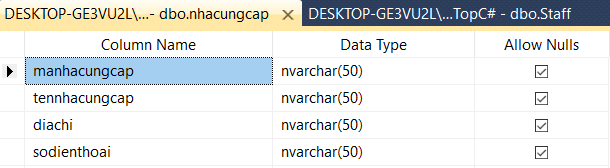 DESKTOP-GE3VU2L\...- dbo.nhacungcap DESKTOP-GE3VU2L\...TopC# - dbo.Staff
Column Name Data Type Allow Nulls
manhacungcap nvarchar(50)
tennhacungcap nvarchar(50)
diachi nvarchar(50)
sodienthoai nvarchar(50)